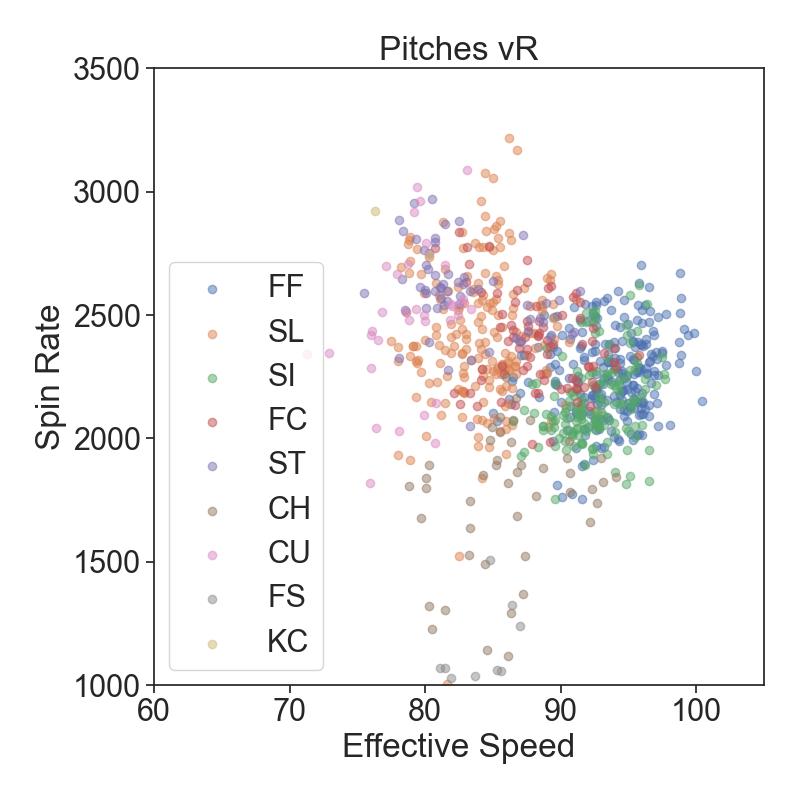 Pitches vR
3500
3000
2500
2000
1500
1000
Spin Rate
FF
SL
SI
FC
ST
CH
CU
FS
KC
60 70 80 90 100
Effective Speed